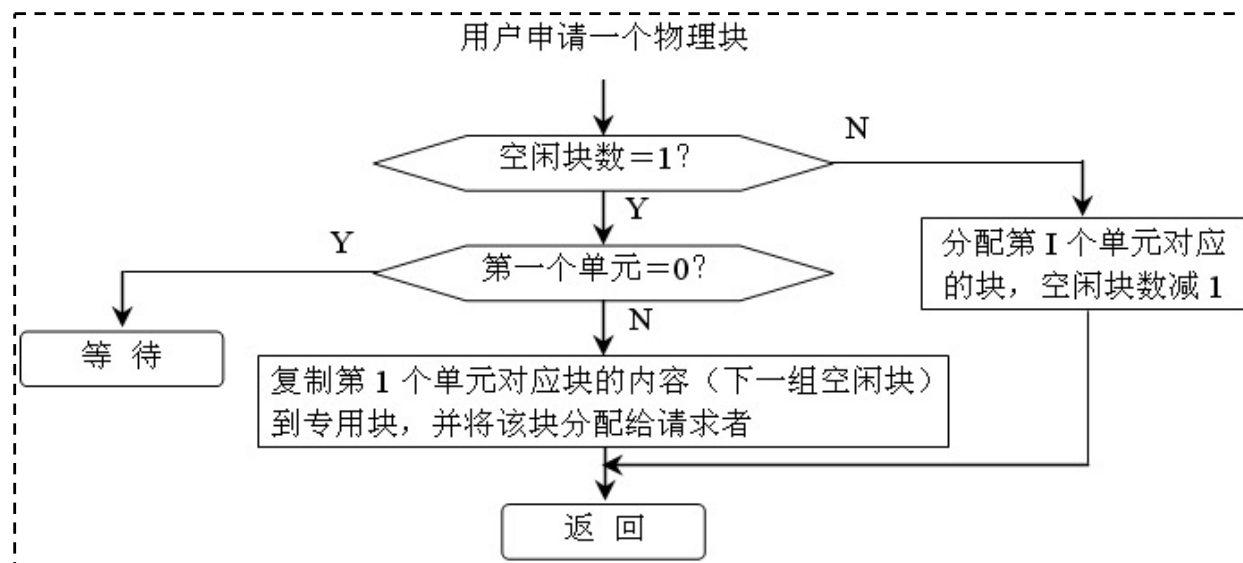 用户申请一个物理块
N
空闲块数＝1？
Y
Y
第一个单元＝0？
分配第 I 个单元对应
的块，空闲块数减 1
N
等 待
复制第 1 个单元对应块的内容（下一组空闲块）
到专用块，并将该块分配给请求者
返 回